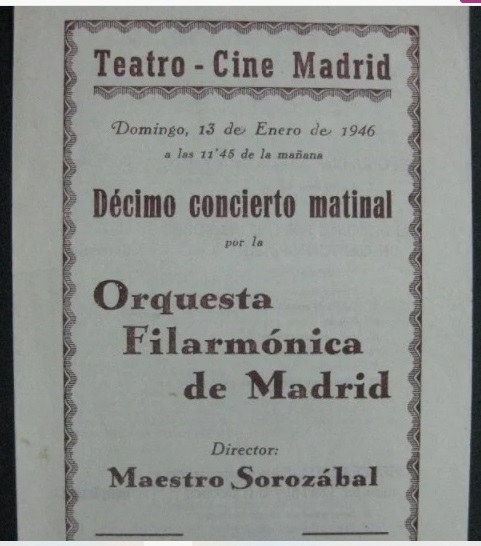 Teatro - Cine Madrid
Domingo, 13 de Enero de 1946
a las 11'45 de la mañana
Décimo concierto matinal
por la
Orquesta
Filarmónica
de Madrid
Director:
Maestro Sorozábal